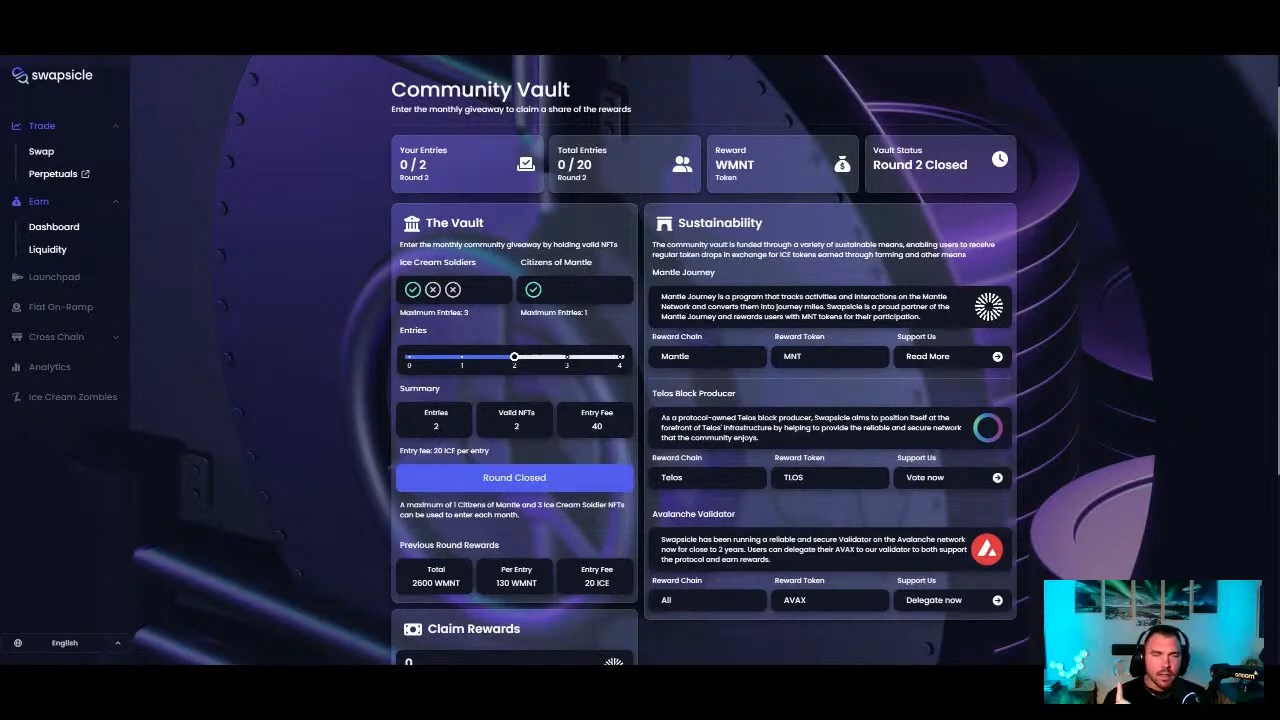 swapsicle
Trade
Swap
Perpetuals
Earn
Dashboard
Liquidity
Launchpad
Fiat On-Ramp
Cross Chain
Analytics
Ice Cream Zombies
English
Community Vault
Enter the monthly giveaway to claim a share of the rewards
Your Entries
0 / 2
Round 2
Total Entries
0 / 20
Round 2
Reward
WMNT
Token
Vault Status
Round 2 Closed
The Vault
Enter the monthly community giveaway by holding valid NFTs
Ice Cream Soldiers
Citizens of Mantle
Maximum Entries: 3
Maximum Entries: 1
Entries
0 1 2 3 4
Summary
Entries
2
Valid NFTs
2
Entry Fee
40
Entry fee: 20 ICE per entry
Round Closed
A maximum of 1 Citizens of Mantle and 3 Ice Cream Soldier NFTs
can be used to enter each month.
Previous Round Rewards
Total
2600 WMNT
Per Entry
130 WMNT
Entry Fee
20 ICE
Claim Rewards
0
Sustainability
The community vault is funded through a variety of sustainable means, enabling users to receive
regular token drops in exchange for ICE tokens earned through farming and other means
Mantle Journey
Mantle Journey is a program that tracks activities and interactions on the Mantle
Network and converts them into journey miles. Swapsicle is a proud partner of the
Mantle Journey and rewards users with MNT tokens for their participation.
Reward Chain
Mantle
Reward Token
MNT
Support Us
Read More
Telos Block Producer
As a protocol-owned Telos block producer, Swapsicle aims to position itself at the
forefront of Telos' infrastructure by helping to provide the reliable and secure network
that the community enjoys.
Reward Chain
Telos
Reward Token
TLOS
Support Us
Vote now
Avalanche Validator
Swapsicle has been running a reliable and secure Validator on the Avalanche network
now for close to 2 years. Users can delegate their AVAX to our validator to both support
the protocol and earn rewards.
Reward Chain
All
Reward Token
AVAX
Support Us
Delegate now